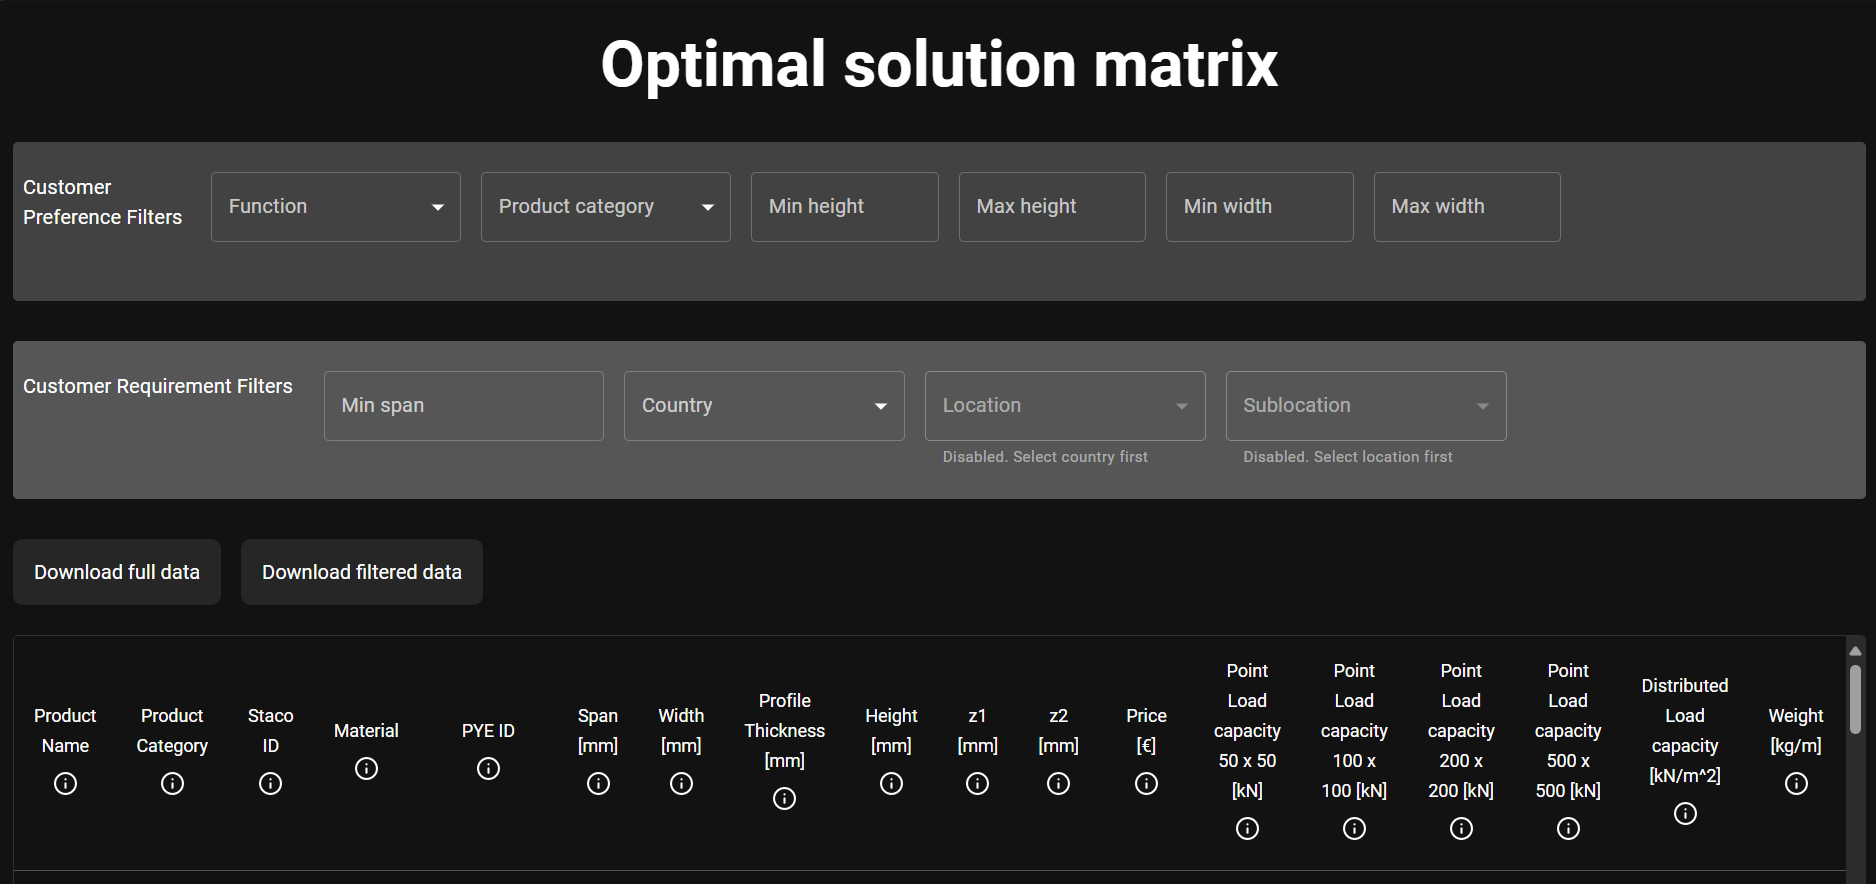 Optimal solution matrix
Customer
Preference Filters
Function
Product category
Min height
Max height
Min width
Max width
Customer Requirement Filters
Min span
Country
Location
Sublocation
Disabled. Select country first
Disabled. Select location first
Download full data
Download filtered data
Product
Name
Product
Category
Staco
ID
Material
PYE ID
Span
[mm]
Width
[mm]
Profile
Thickness
[mm]
Height
[mm]
z1
[mm]
z2
[mm]
Price
[€]
Point
Load
capacity
50 x 50
[kN]
Point
Load
capacity
100 x
100 [kN]
Point
Load
capacity
200 x
200 [kN]
Point
Load
capacity
500 x
500 [kN]
Distributed
Load
capacity
[kN/m^2]
Weight
[kg/m]